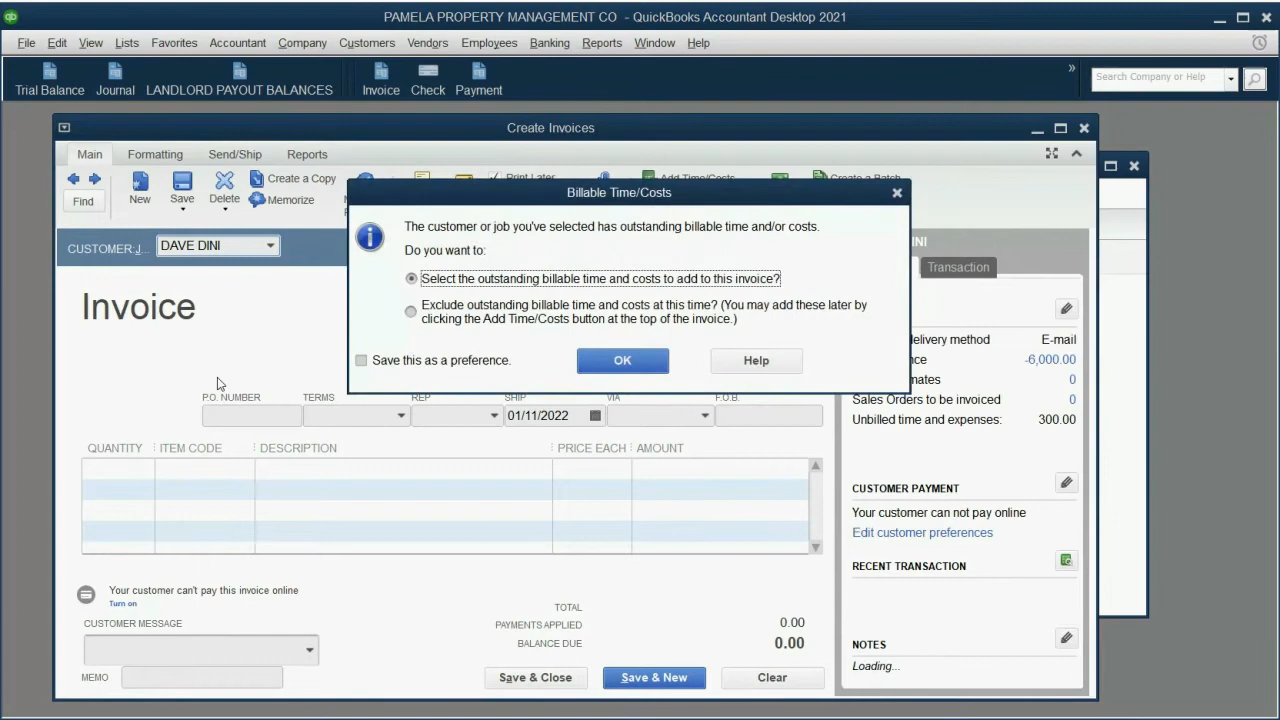 qb
PAMELA PROPERTY MANAGEMENT CO - QuickBooks Accountant Desktop 2021
File Edit View Lists Favorites Accountant Company Customers Vendors Employees Banking Reports Window Help
Trial Balance Journal LANDLORD PAYOUT BALANCES Invoice Check Payment » Search Company or Help
Create Invoices
Main Formatting Send/Ship Reports
Find New Save Delete Create a Copy Memorize Print Later Add Time/Costs Create a Batch
CUSTOMER:J... DAVE DINI
Transaction
Billable Time/Costs
The customer or job you've selected has outstanding billable time and/or costs.
Do you want to:
Select the outstanding billable time and costs to add to this invoice?
Exclude outstanding billable time and costs at this time? (You may add these later by
clicking the Add Time/Costs button at the top of the invoice.)
Save this as a preference. OK Help
Invoice
P.O. NUMBER TERMS REP SHIP VIA F.O.B.
01/11/2022
QUANTITY ITEM CODE DESCRIPTION PRICE EACH AMOUNT
E-mail
-6,000.00
0
Sales Orders to be invoiced 0
Unbilled time and expenses: 300.00
CUSTOMER PAYMENT
Your customer can not pay online
Edit customer preferences
RECENT TRANSACTION
NOTES
Loading...
Your customer can't pay this invoice online
Turn on
CUSTOMER MESSAGE
MEMO
TOTAL
PAYMENTS APPLIED 0.00
BALANCE DUE 0.00
Save & Close Save & New Clear